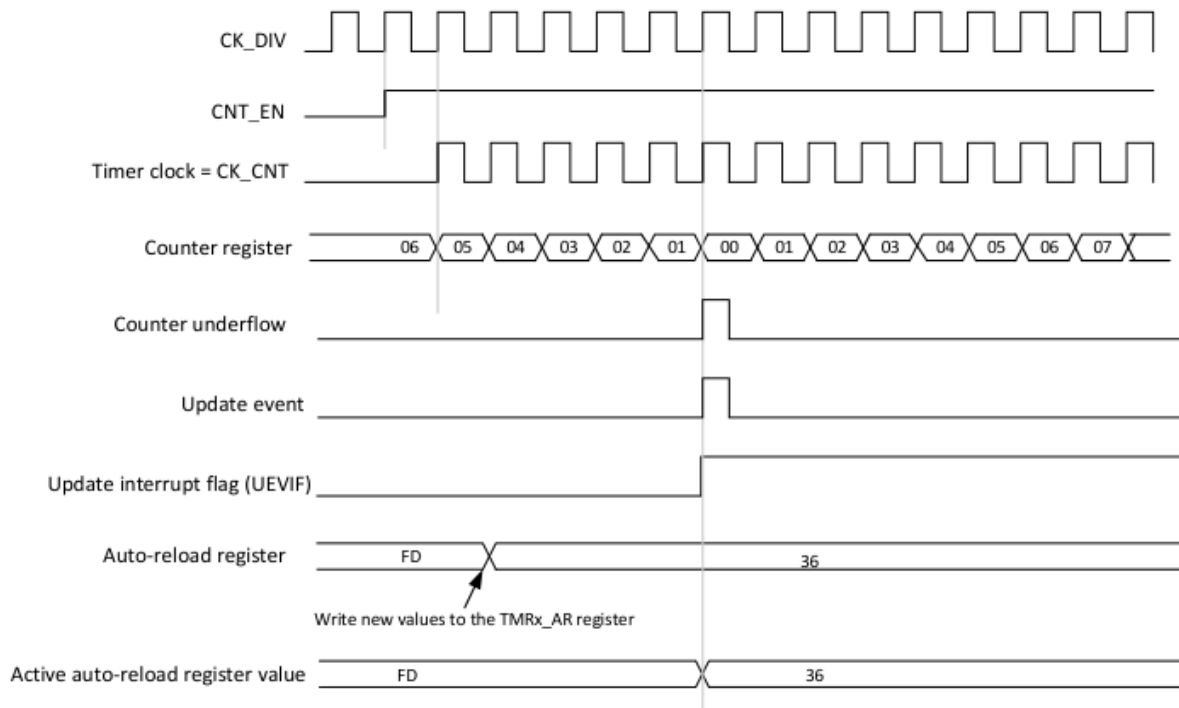 CK_DIV
CNT_EN
Timer clock = CK_CNT
Counter register 06 05 04 03 02 01 00 01 02 03 04 05 06 07
Counter underflow
Update event
Update interrupt flag (UEVIF)
Auto-reload register FD 36
Write new values to the TMRx_AR register
Active auto-reload register value FD 36